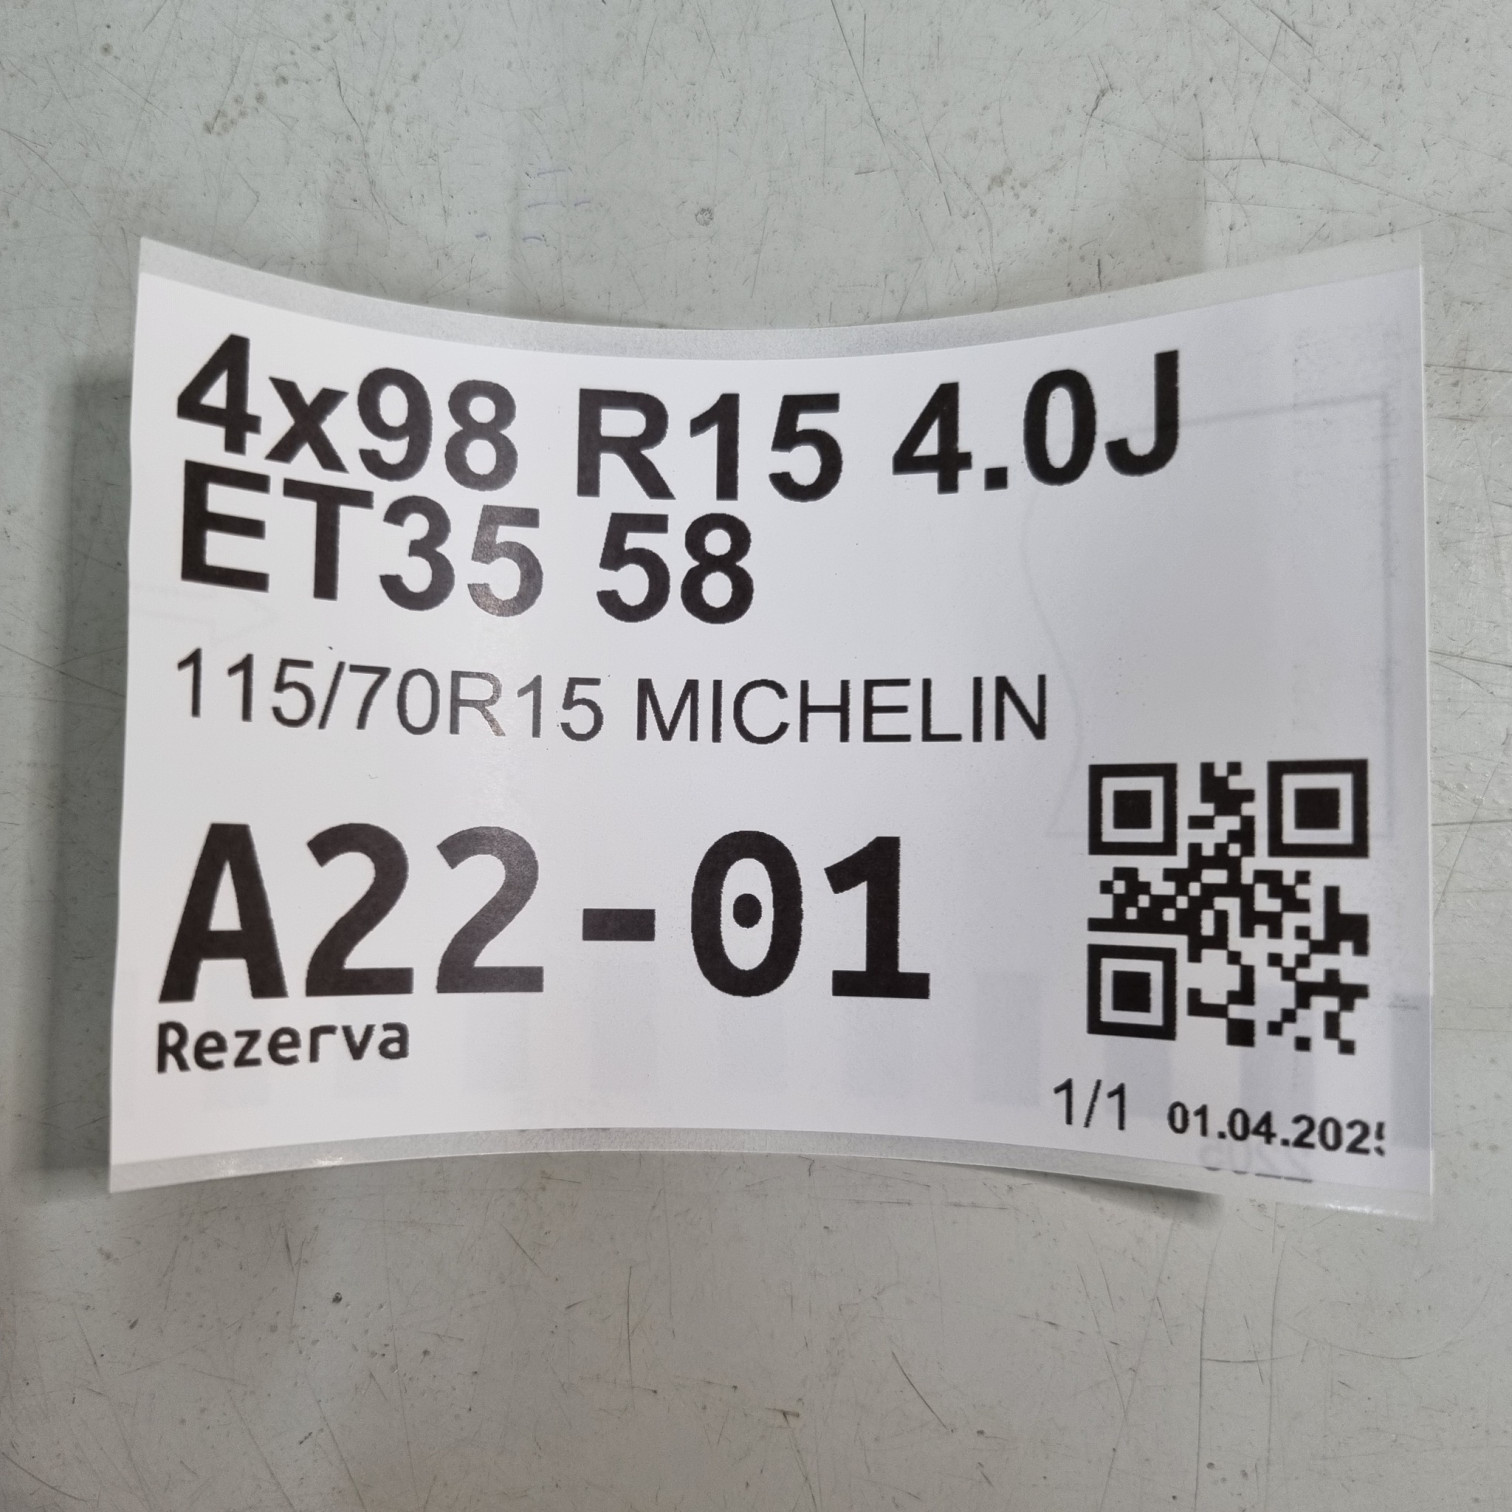 4x98 R15 4.0J
ET35 58
115/70R15 MICHELIN
A22-01
Rezerva
1/1 01.04.2025